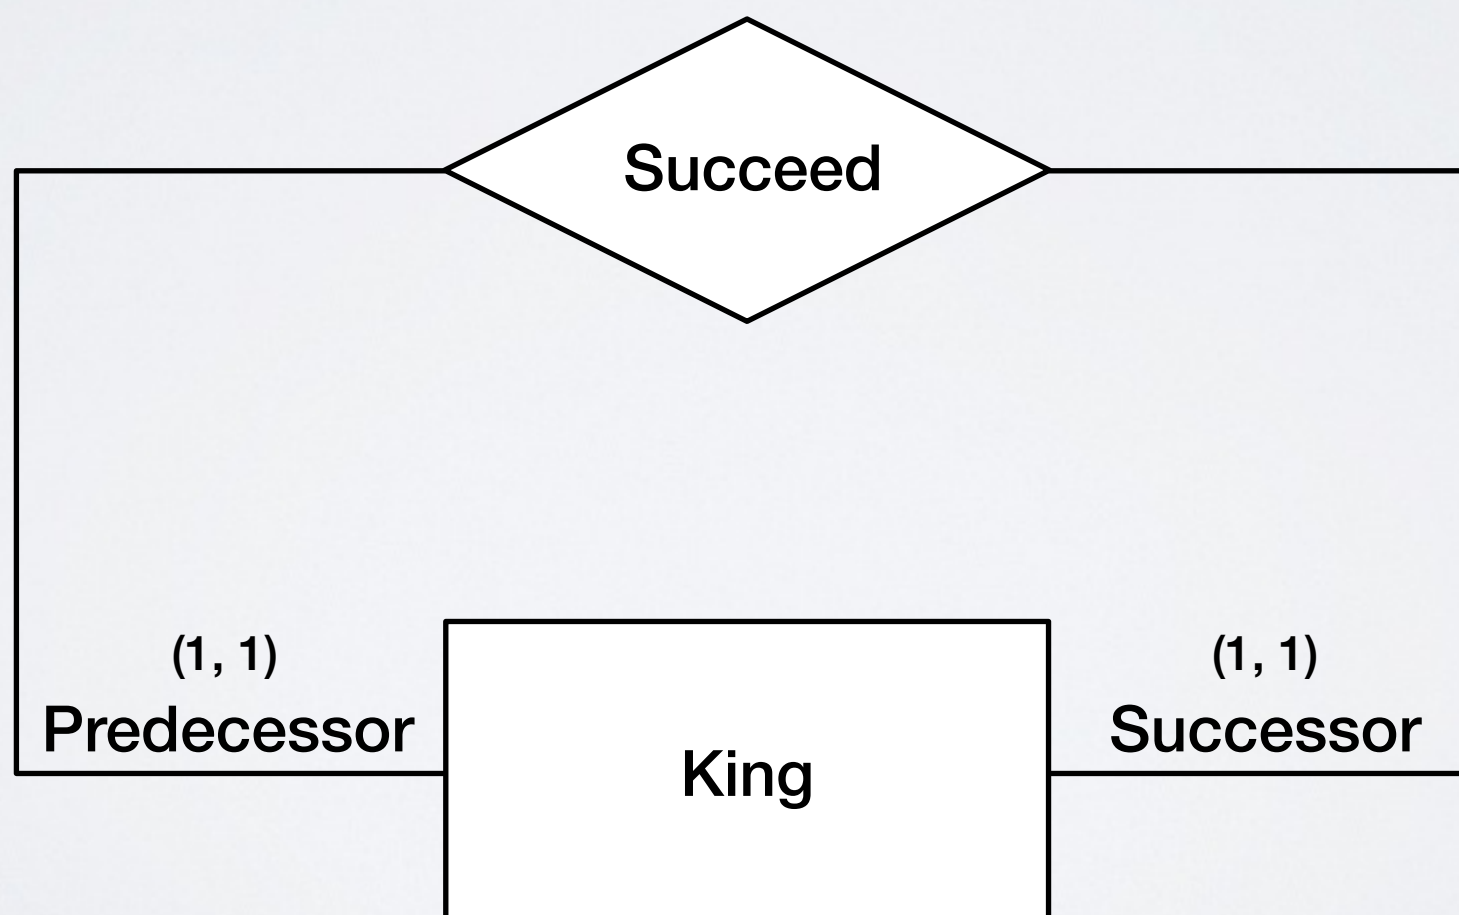 Succeed
(1, 1)
Predecessor
King
(1, 1)
Successor